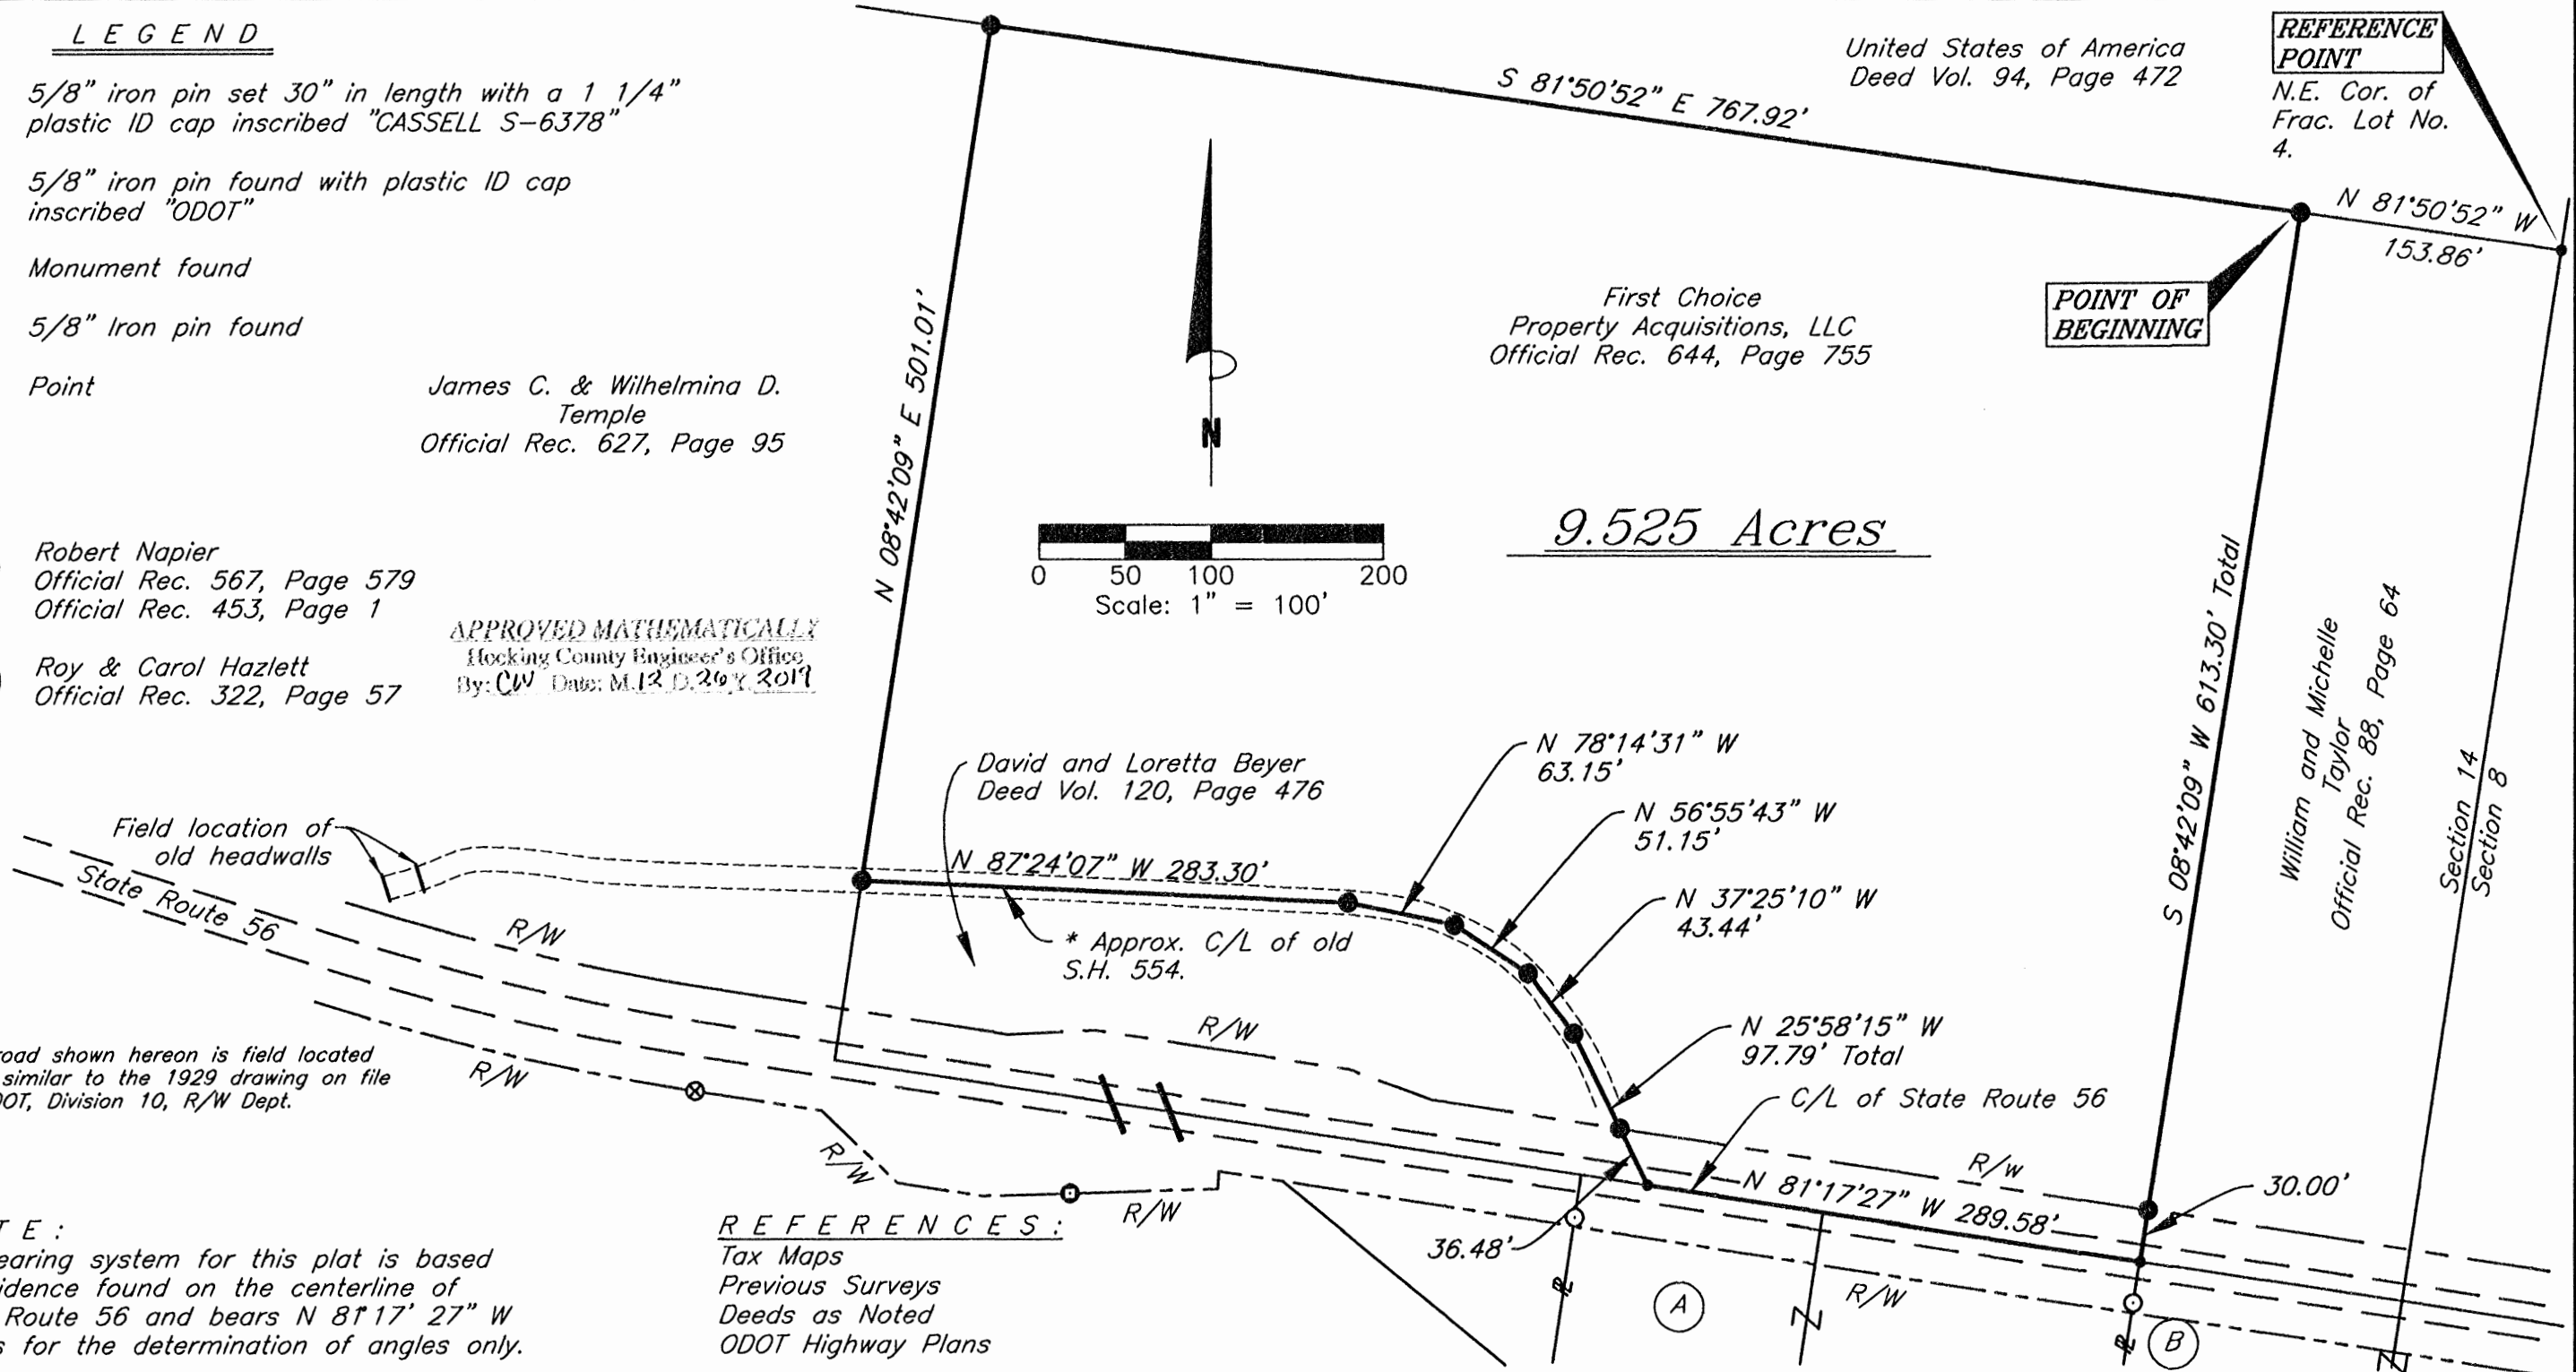 LEGEND
5/8" iron pin set 30" in length with a 1 1/4"
plastic ID cap inscribed "CASSELL S-6378"
5/8" iron pin found with plastic ID cap
inscribed "ODOT"
Monument found
5/8" Iron pin found
Point
James C. & Wilhelmina D.
Temple
Official Rec. 627, Page 95
Robert Napier
Official Rec. 567, Page 579
Official Rec. 453, Page 1
Roy & Carol Hazlett
Official Rec. 322, Page 57
APPROVED MATHEMATICALLY
Hocking County Engineer's Office
By: CW Date: M.12 D.26 Y.2019
S 81°50'52" E 767.92'
United States of America
Deed Vol. 94, Page 472
REFERENCE
POINT
N.E. Cor. of
Frac. Lot No.
4.
N 81°50'52" W
153.86'
POINT OF
BEGINNING
First Choice
Property Acquisitions, LLC
Official Rec. 644, Page 755
N 08°42'09" E 501.01'
N
0 50 100 200
Scale: 1" = 100'
9.525 Acres
S 08°42'09" W 613.30' Total
William and Michelle
Taylor
Official Rec. 88, Page 64
Section 14
Section 8
David and Loretta Beyer
Deed Vol. 120, Page 476
N 78°14'31" W
63.15'
N 56°55'43" W
51.15'
N 37°25'10" W
43.44'
N 25°58'15" W
97.79' Total
C/L of State Route 56
Field location of
old headwalls
State Route 56
N 87°24'07" W 283.30'
* Approx. C/L of old
S.H. 554.
R/W
R/W
R/W
R/W
R/W
R/w
R/W
N 81°17'27" W 289.58'
30.00'
36.48'
A
B
road shown hereon is field located
similar to the 1929 drawing on file
DOT, Division 10, R/W Dept.
TE:
earing system for this plat is based
idence found on the centerline of
Route 56 and bears N 81°17' 27" W
s for the determination of angles only.
REFERENCES:
Tax Maps
Previous Surveys
Deeds as Noted
ODOT Highway Plans